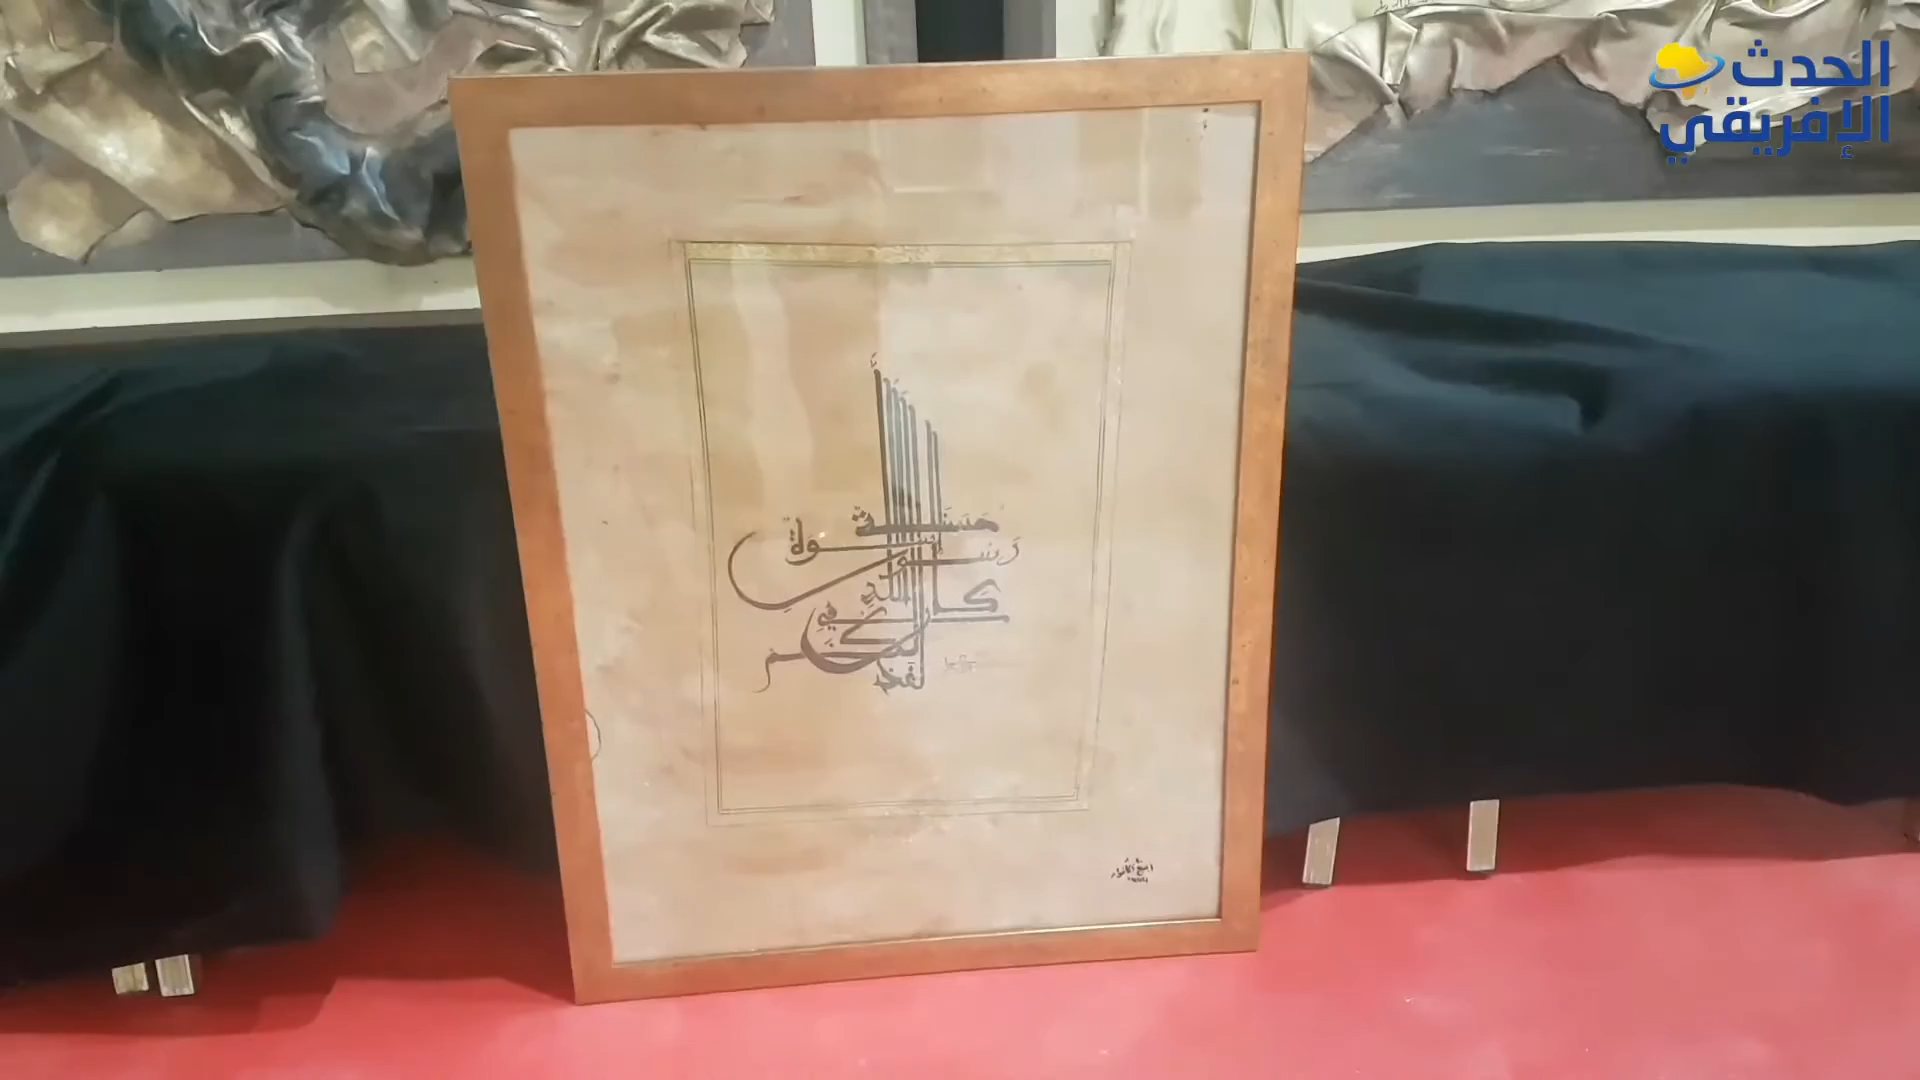 الحدث
الإفريقي
حسنة
أسوة
رسول
الله
كان
في
لكم
لقد